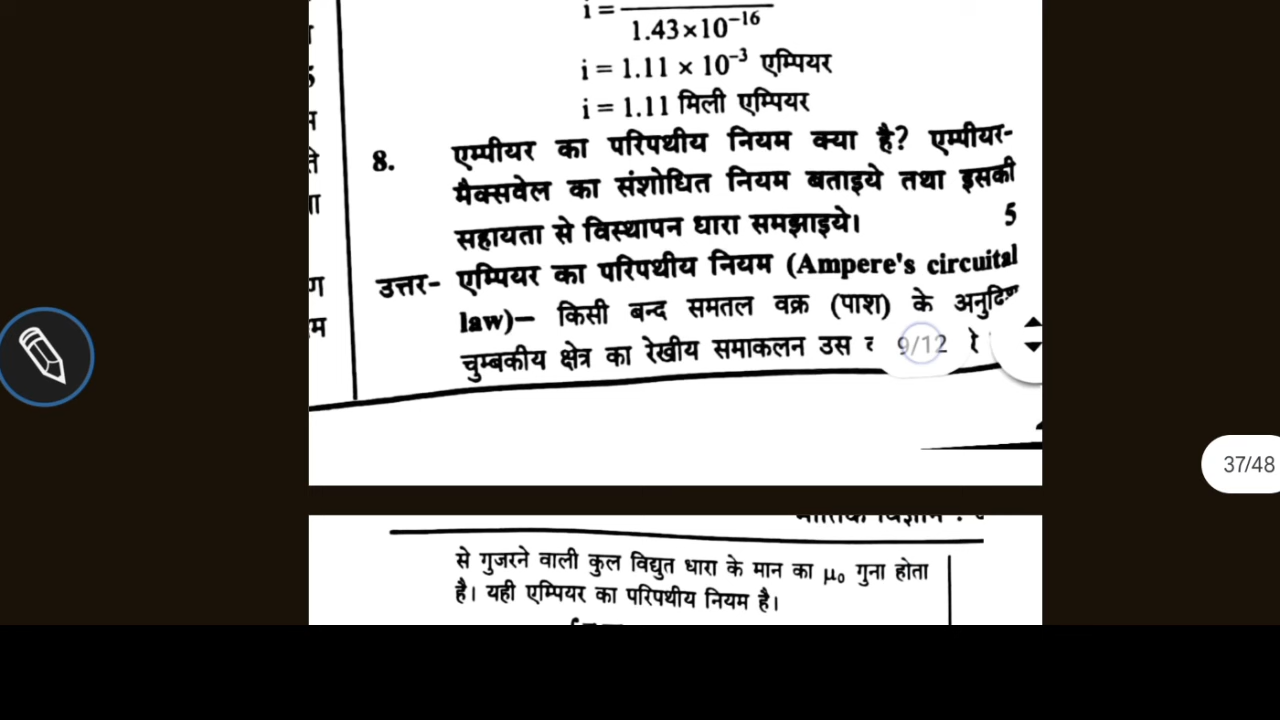 i =
1.43×10⁻¹⁶
i = 1.11 × 10⁻³ एम्पियर
i = 1.11 मिली एम्पियर
8. एम्पीयर का परिपथीय नियम क्या है? एम्पीयर-
मैक्सवेल का संशोधित नियम बताइये तथा इसकी
सहायता से विस्थापन धारा समझाइये। 5
उत्तर- एम्पियर का परिपथीय नियम (Ampere's circuital
law)– किसी बन्द समतल वक्र (पाश) के
चुम्बकीय क्षेत्र का रेखीय समाकलन उस
9/12
37/48
से गुजरने वाली कुल विद्युत धारा के मान का μ₀ गुना होता
है। यही एम्पियर का परिपथीय नियम है।